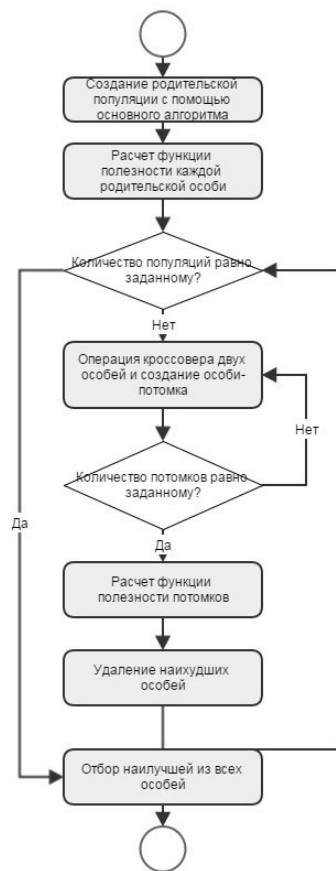 Создание родительской
популяции с помощью
основного алгоритма
Расчет функции
полезности каждой
родительской особи
Количество популяций равно
заданному?
Нет
Операция кроссовера двух
особей и создание особи-
потомка
Нет
Количество потомков равно
заданному?
Да
Да
Расчет функции
полезности потомков
Удаление наихудших
особей
Отбор наилучшей из всех
особей